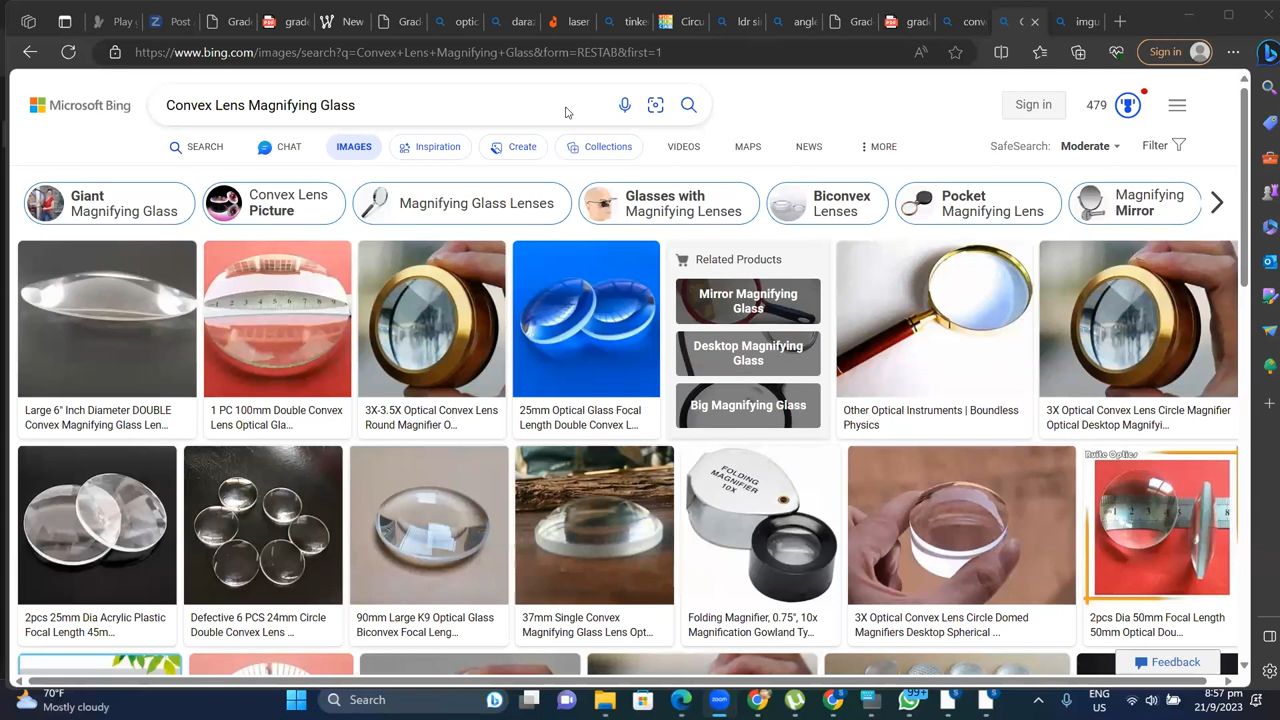 Play
Post
Grade
grade
New
Grad
optic
dara
laser
tinke
Circu
ldr si
angle
Grad
grade
conv
imgu
https://www.bing.com/images/search?q=Convex+Lens+Magnifying+Glass&form=RESTAB&first=1
Sign in
Microsoft Bing
Convex Lens Magnifying Glass
Sign in
479
SEARCH
CHAT
IMAGES
Inspiration
Create
Collections
VIDEOS
MAPS
NEWS
MORE
SafeSearch: Moderate
Filter
Giant
Magnifying Glass
Convex Lens
Picture
Magnifying Glass Lenses
Glasses with
Magnifying Lenses
Biconvex
Lenses
Pocket
Magnifying Lens
Magnifying
Mirror
Related Products
Mirror Magnifying
Glass
Desktop Magnifying
Glass
Big Magnifying Glass
Large 6" Inch Diameter DOUBLE
Convex Magnifying Glass Len...
1 PC 100mm Double Convex
Lens Optical Gla...
3X-3.5X Optical Convex Lens
Round Magnifier O...
25mm Optical Glass Focal
Length Double Convex L...
Other Optical Instruments | Boundless
Physics
3X Optical Convex Lens Circle Magnifier
Optical Desktop Magnifyi...
FOLDING
MAGNIFIER
10X
Ruite Optics
2pcs 25mm Dia Acrylic Plastic
Focal Length 45m...
Defective 6 PCS 24mm Circle
Double Convex Lens ...
90mm Large K9 Optical Glass
Biconvex Focal Leng...
37mm Single Convex
Magnifying Glass Lens Opt...
Folding Magnifier, 0.75", 10x
Magnification Gowland Ty...
3X Optical Convex Lens Circle Domed
Magnifiers Desktop Spherical ...
2pcs Dia 50mm Focal Length
50mm Optical Dou...
Feedback
70°F
Mostly cloudy
Search
zoom
99+
ENG
US
8:57 pm
21/9/2023